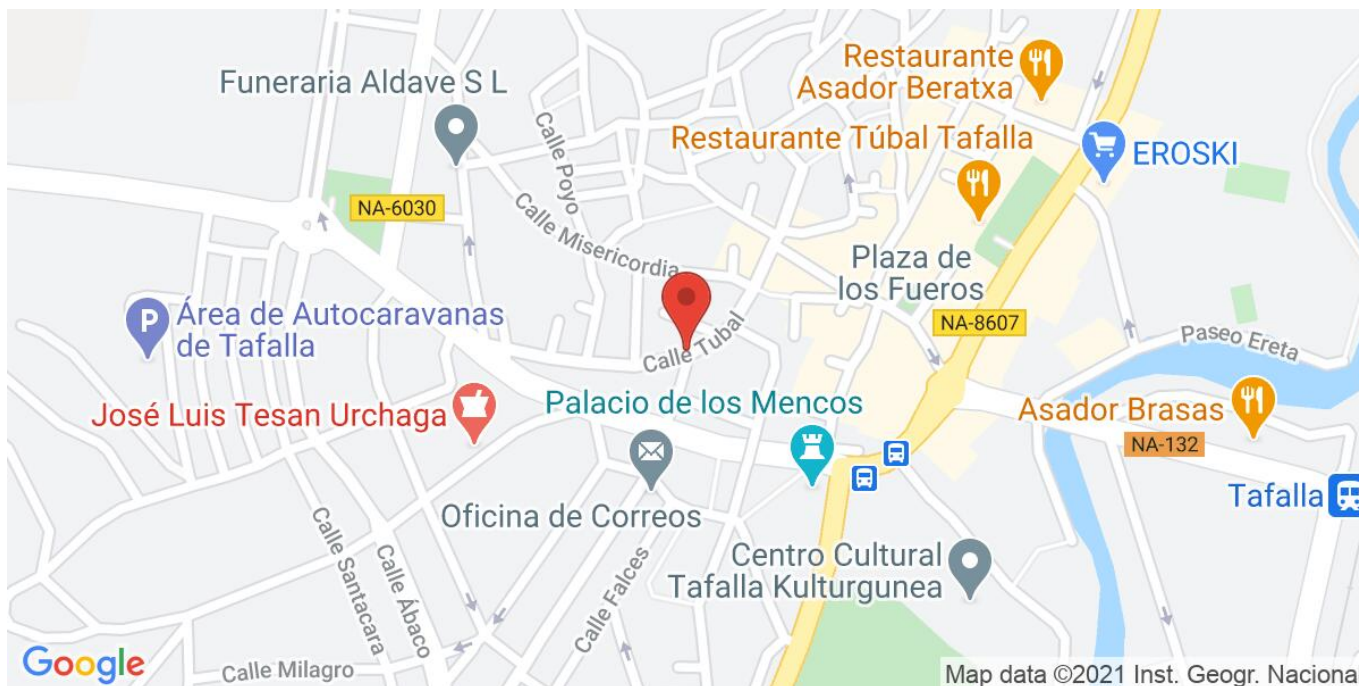 Restaurante
Asador Beratxa
Funeraria Aldave S L
Restaurante Túbal Tafalla
EROSKI
Calle Poyo
NA-6030
Calle Misericordia
Plaza de
los Fueros
P
Área de Autocaravanas
de Tafalla
NA-8607
Calle Tubal
Paseo Ereta
José Luis Tesan Urchaga
Palacio de los Mencos
Asador Brasas
NA-132
Tafalla
Oficina de Correos
Calle Santacara
Calle Ábaco
Calle Falces
Centro Cultural
Tafalla Kulturgunea
Calle Milagro
Google
Map data ©2021 Inst. Geogr. Naciona